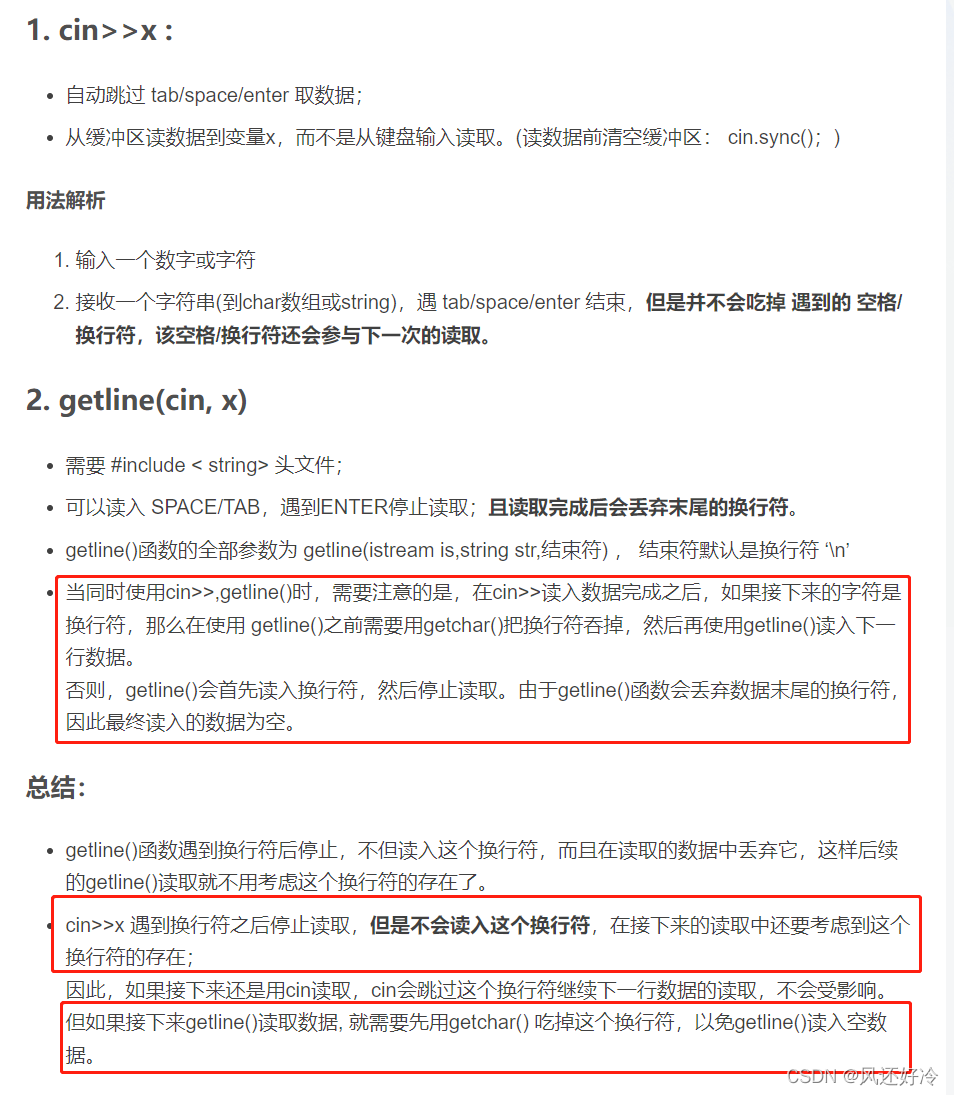 1. cin>>x :
• 自动跳过 tab/space/enter 取数据；
• 从缓冲区读数据到变量x，而不是从键盘输入读取。(读数据前清空缓冲区： cin.sync()；)
用法解析
1. 输入一个数字或字符
2. 接收一个字符串(到char数组或string)，遇 tab/space/enter 结束，但是并不会吃掉 遇到的 空格/
换行符，该空格/换行符还会参与下一次的读取。
2. getline(cin, x)
• 需要 #include < string> 头文件；
• 可以读入 SPACE/TAB，遇到ENTER停止读取；且读取完成后会丢弃末尾的换行符。
• getline()函数的全部参数为 getline(istream is,string str,结束符) ， 结束符默认是换行符 ‘\n’
• 当同时使用cin>>,getline()时，需要注意的是，在cin>>读入数据完成之后，如果接下来的字符是
换行符，那么在使用 getline()之前需要用getchar()把换行符吞掉，然后再使用getline()读入下一
行数据。
否则，getline()会首先读入换行符，然后停止读取。由于getline()函数会丢弃数据末尾的换行符，
因此最终读入的数据为空。
总结：
• getline()函数遇到换行符后停止，不但读入这个换行符，而且在读取的数据中丢弃它，这样后续
的getline()读取就不用考虑这个换行符的存在了。
• cin>>x 遇到换行符之后停止读取，但是不会读入这个换行符，在接下来的读取中还要考虑到这个
换行符的存在；
因此，如果接下来还是用cin读取，cin会跳过这个换行符继续下一行数据的读取，不会受影响。
但如果接下来getline()读取数据, 就需要先用getchar() 吃掉这个换行符，以免getline()读入空数
据。
CSDN @风还好冷